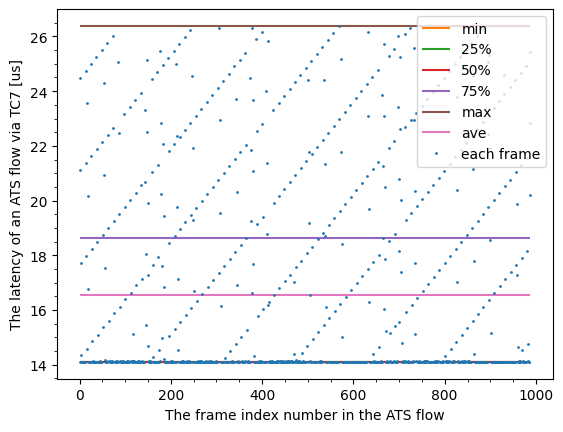 The latency of an ATS flow via TC7 [us]
26
24
22
20
18
16
14
min
25%
50%
75%
max
ave
each frame
0
200
400
600
800
1000
The frame index number in the ATS flow